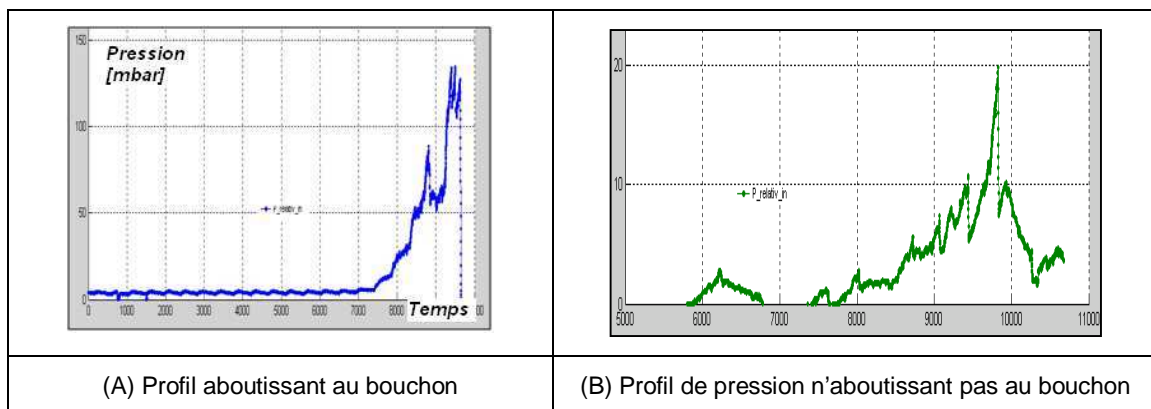 150
Pression
[mbar]
100
50
P_relativ_in
0
0 1000 2000 3000 4000 5000 6000 7000 8000 Temps 00
20
10
P_relativ_in
0
5000 6000 7000 8000 9000 10000 11000
(A) Profil aboutissant au bouchon
(B) Profil de pression n’aboutissant pas au bouchon